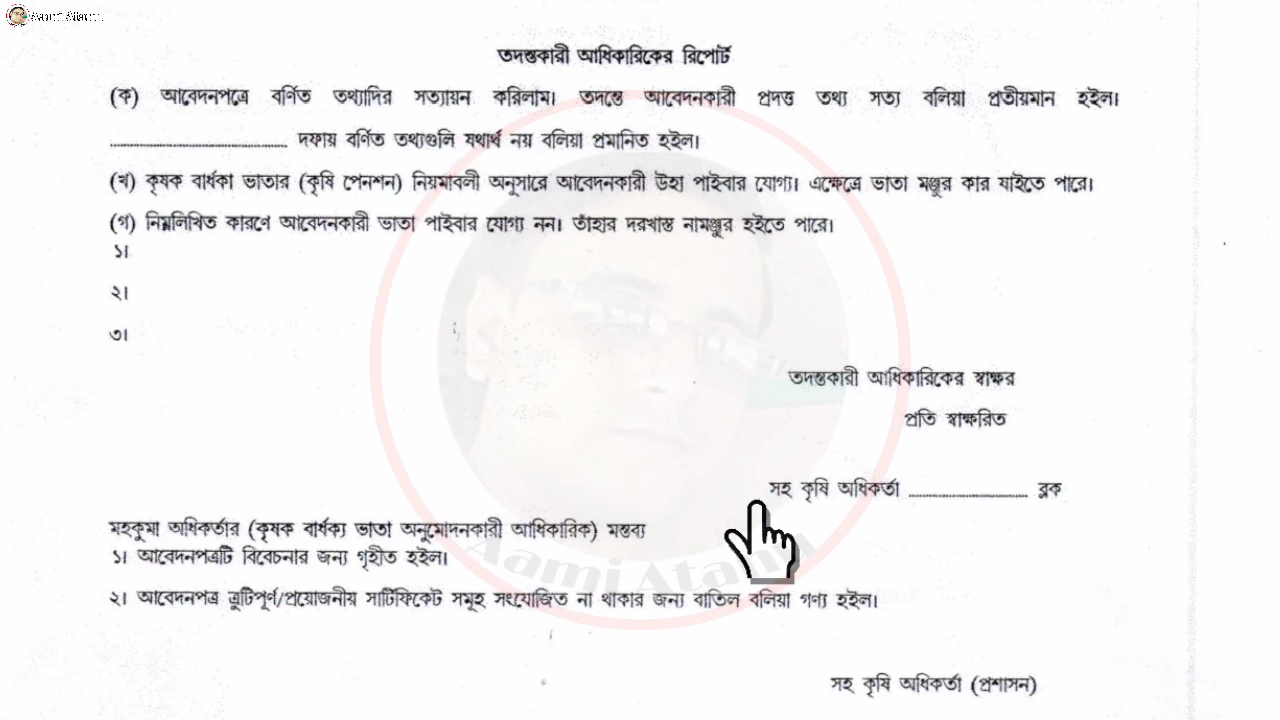 Aami Atanu
তদন্তকারী আধিকারিকের রিপোর্ট
(ক) আবেদনপত্রে বর্ণিত তথ্যাদির সত্যায়ন করিলাম। তদন্তে আবেদনকারী প্রদত্ত তথ্য সত্য বলিয়া প্রতীয়মান হইল।
.................................................. দফায় বর্ণিত তথ্যগুলি যথার্থ নয় বলিয়া প্রমানিত হইল।
(খ) কৃষক বার্ধকা ভাতার (কৃষি পেনশন) নিয়মাবলী অনুসারে আবেদনকারী উহা পাইবার যোগ্য। এক্ষেত্রে ভাতা মঞ্জুর কার যাইতে পারে।
(গ) নিম্নলিখিত কারণে আবেদনকারী ভাতা পাইবার যোগ্য নন। তাঁহার দরখাস্ত নামঞ্জুর হইতে পারে।
১।
২।
৩।
তদন্তকারী আধিকারিকের স্বাক্ষর
প্রতি স্বাক্ষরিত
সহ কৃষি অধিকর্তা .................................. ব্লক
মহকুমা অধিকর্তার (কৃষক বার্ধক্য ভাতা অনুমোদনকারী আধিকারিক) মন্তব্য
১। আবেদনপত্রটি বিবেচনার জন্য গৃহীত হইল।
Aami Atanu
২। আবেদনপত্র ত্রুটিপূর্ণ/প্রয়োজনীয় সার্টিফিকেট সমূহ সংযোজিত না থাকার জন্য বাতিল বলিয়া গণ্য হইল।
সহ কৃষি অধিকর্তা (প্রশাসন)